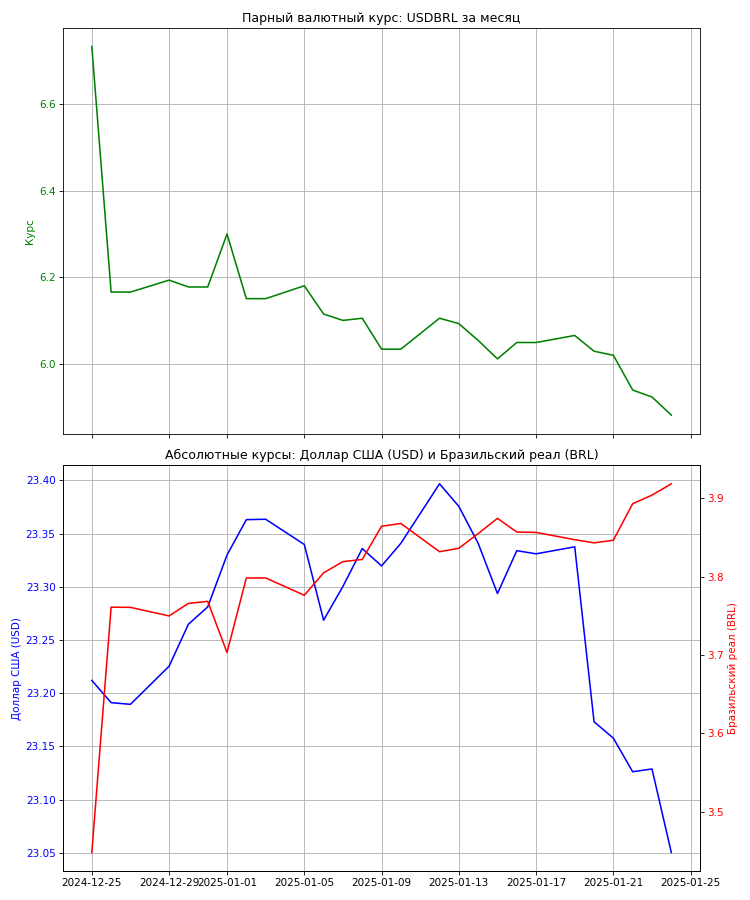 Парный валютный курс: USDBRL за месяц
6.6
6.4
6.2
6.0
Курс
Абсолютные курсы: Доллар США (USD) и Бразильский реал (BRL)
23.40
23.35
23.30
23.25
23.20
23.15
23.10
23.05
Доллар США (USD)
3.9
3.8
3.7
3.6
3.5
Бразильский реал (BRL)
2024-12-25 2024-12-29 2025-01-01 2025-01-05 2025-01-09 2025-01-13 2025-01-17 2025-01-21 2025-01-25